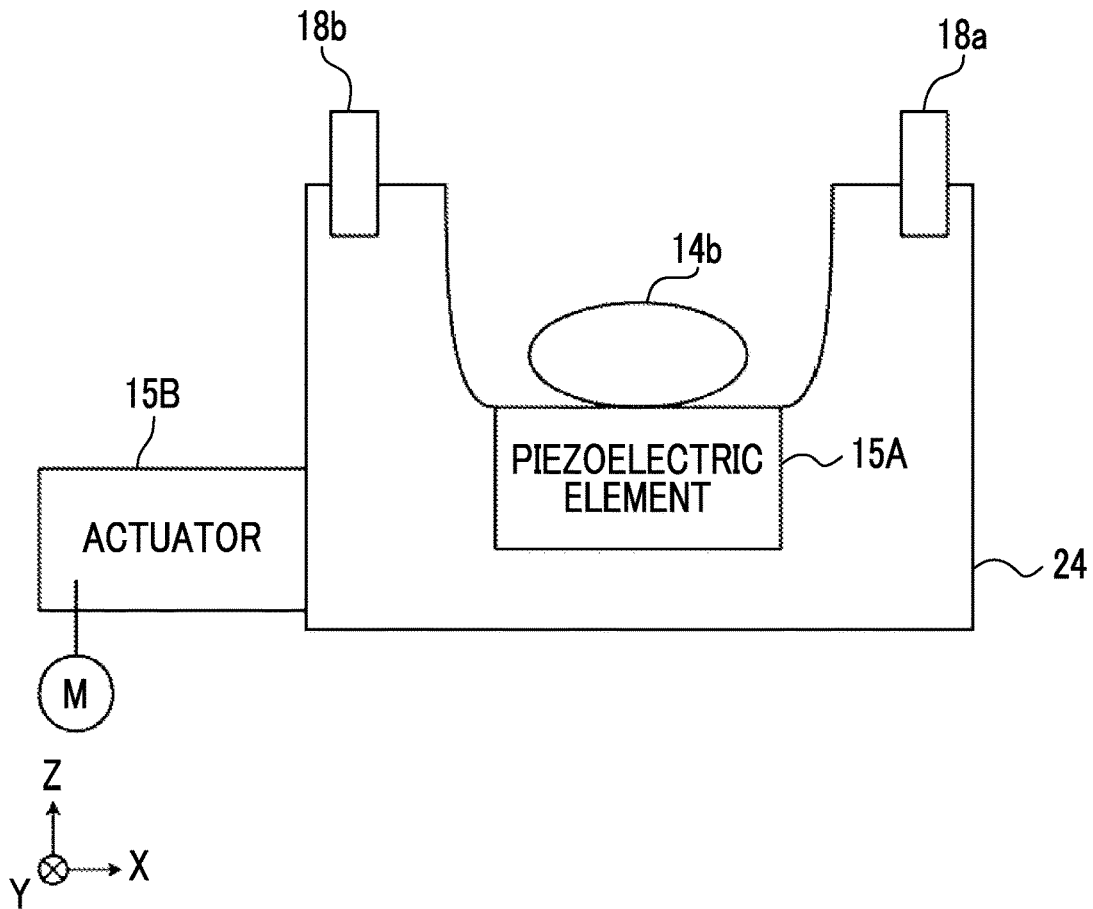 18b
18a
14b
15B
PIEZOELECTRIC
ELEMENT
15A
ACTUATOR
24
M
Z
X
Y